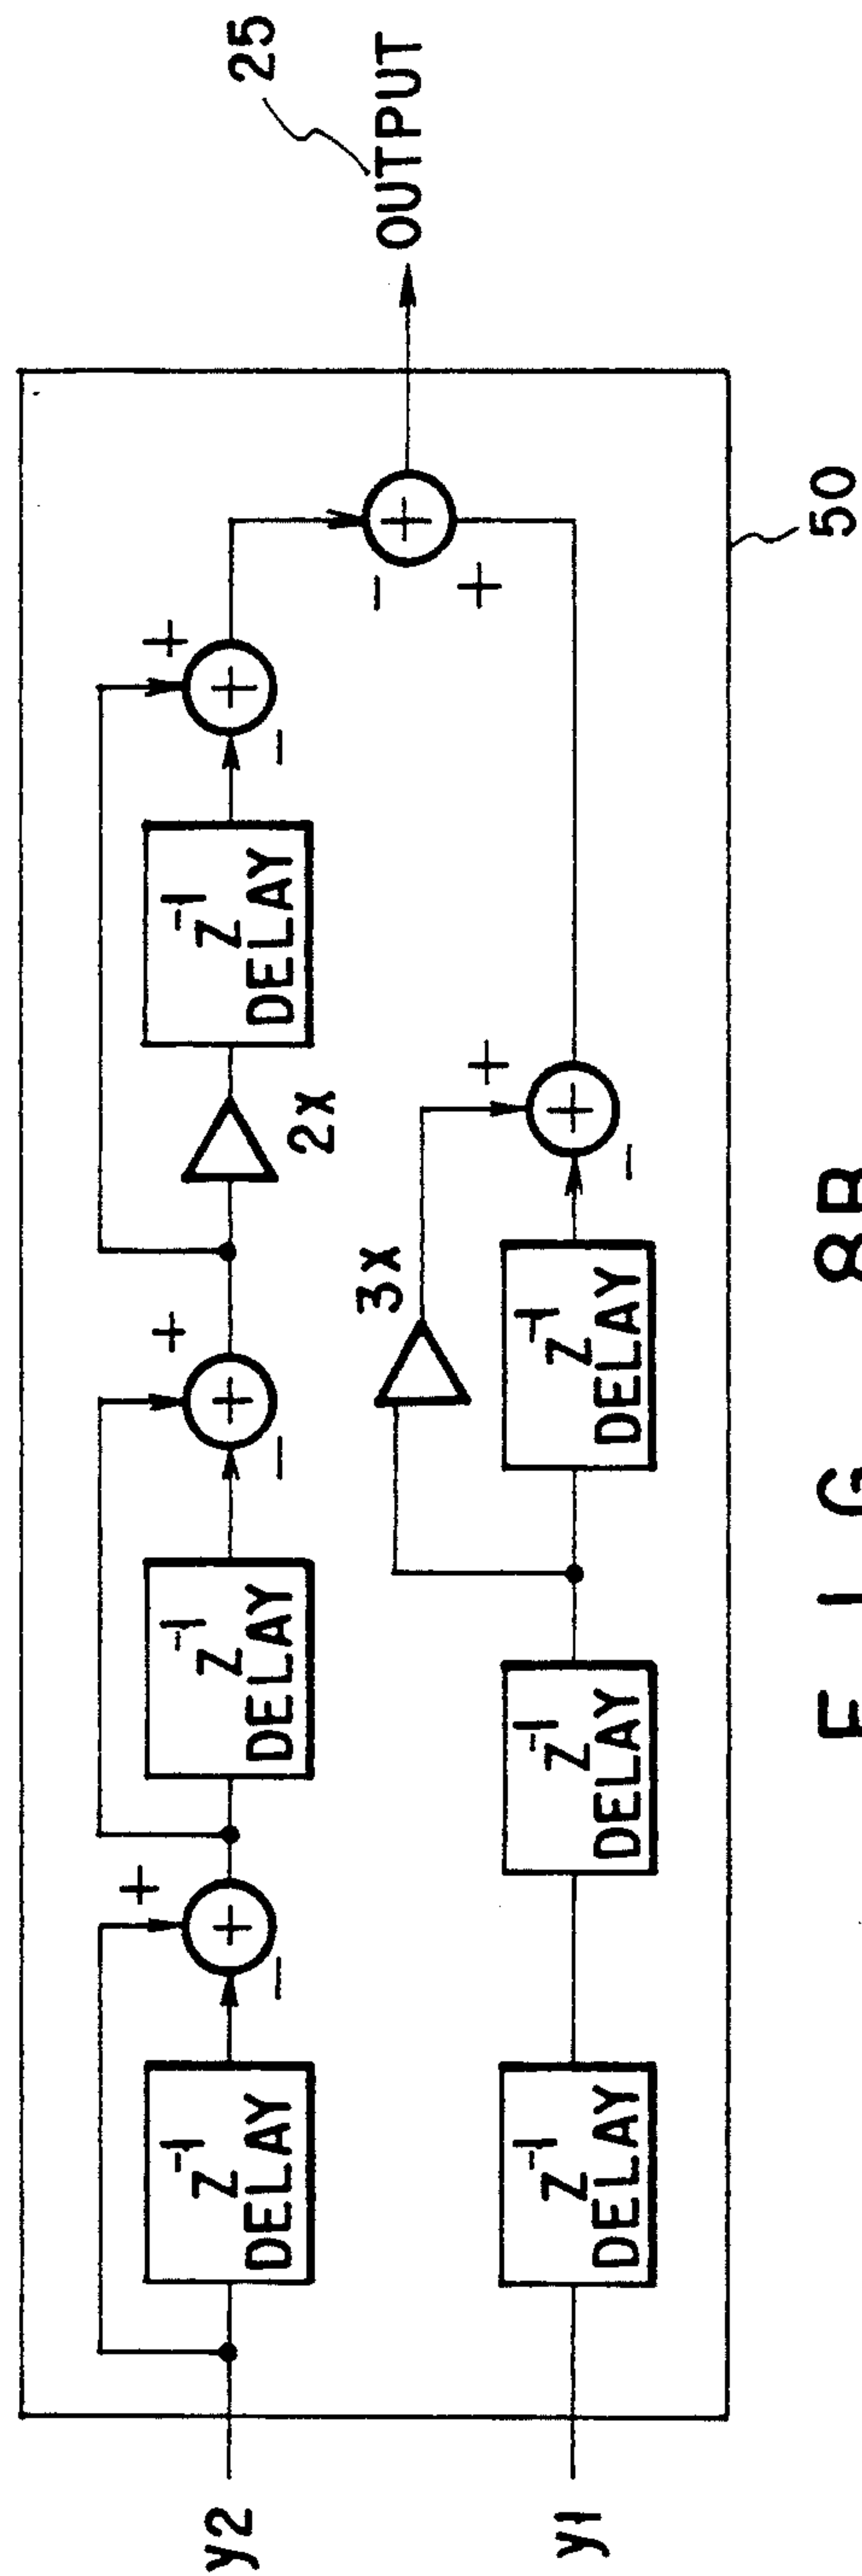 y2
Z-1
DELAY
+
−
Z-1
DELAY
+
−
2X
Z-1
DELAY
+
−
−
+
OUTPUT
25
y1
Z-1
DELAY
Z-1
DELAY
3X
Z-1
DELAY
+
−
50
FIG. 8B